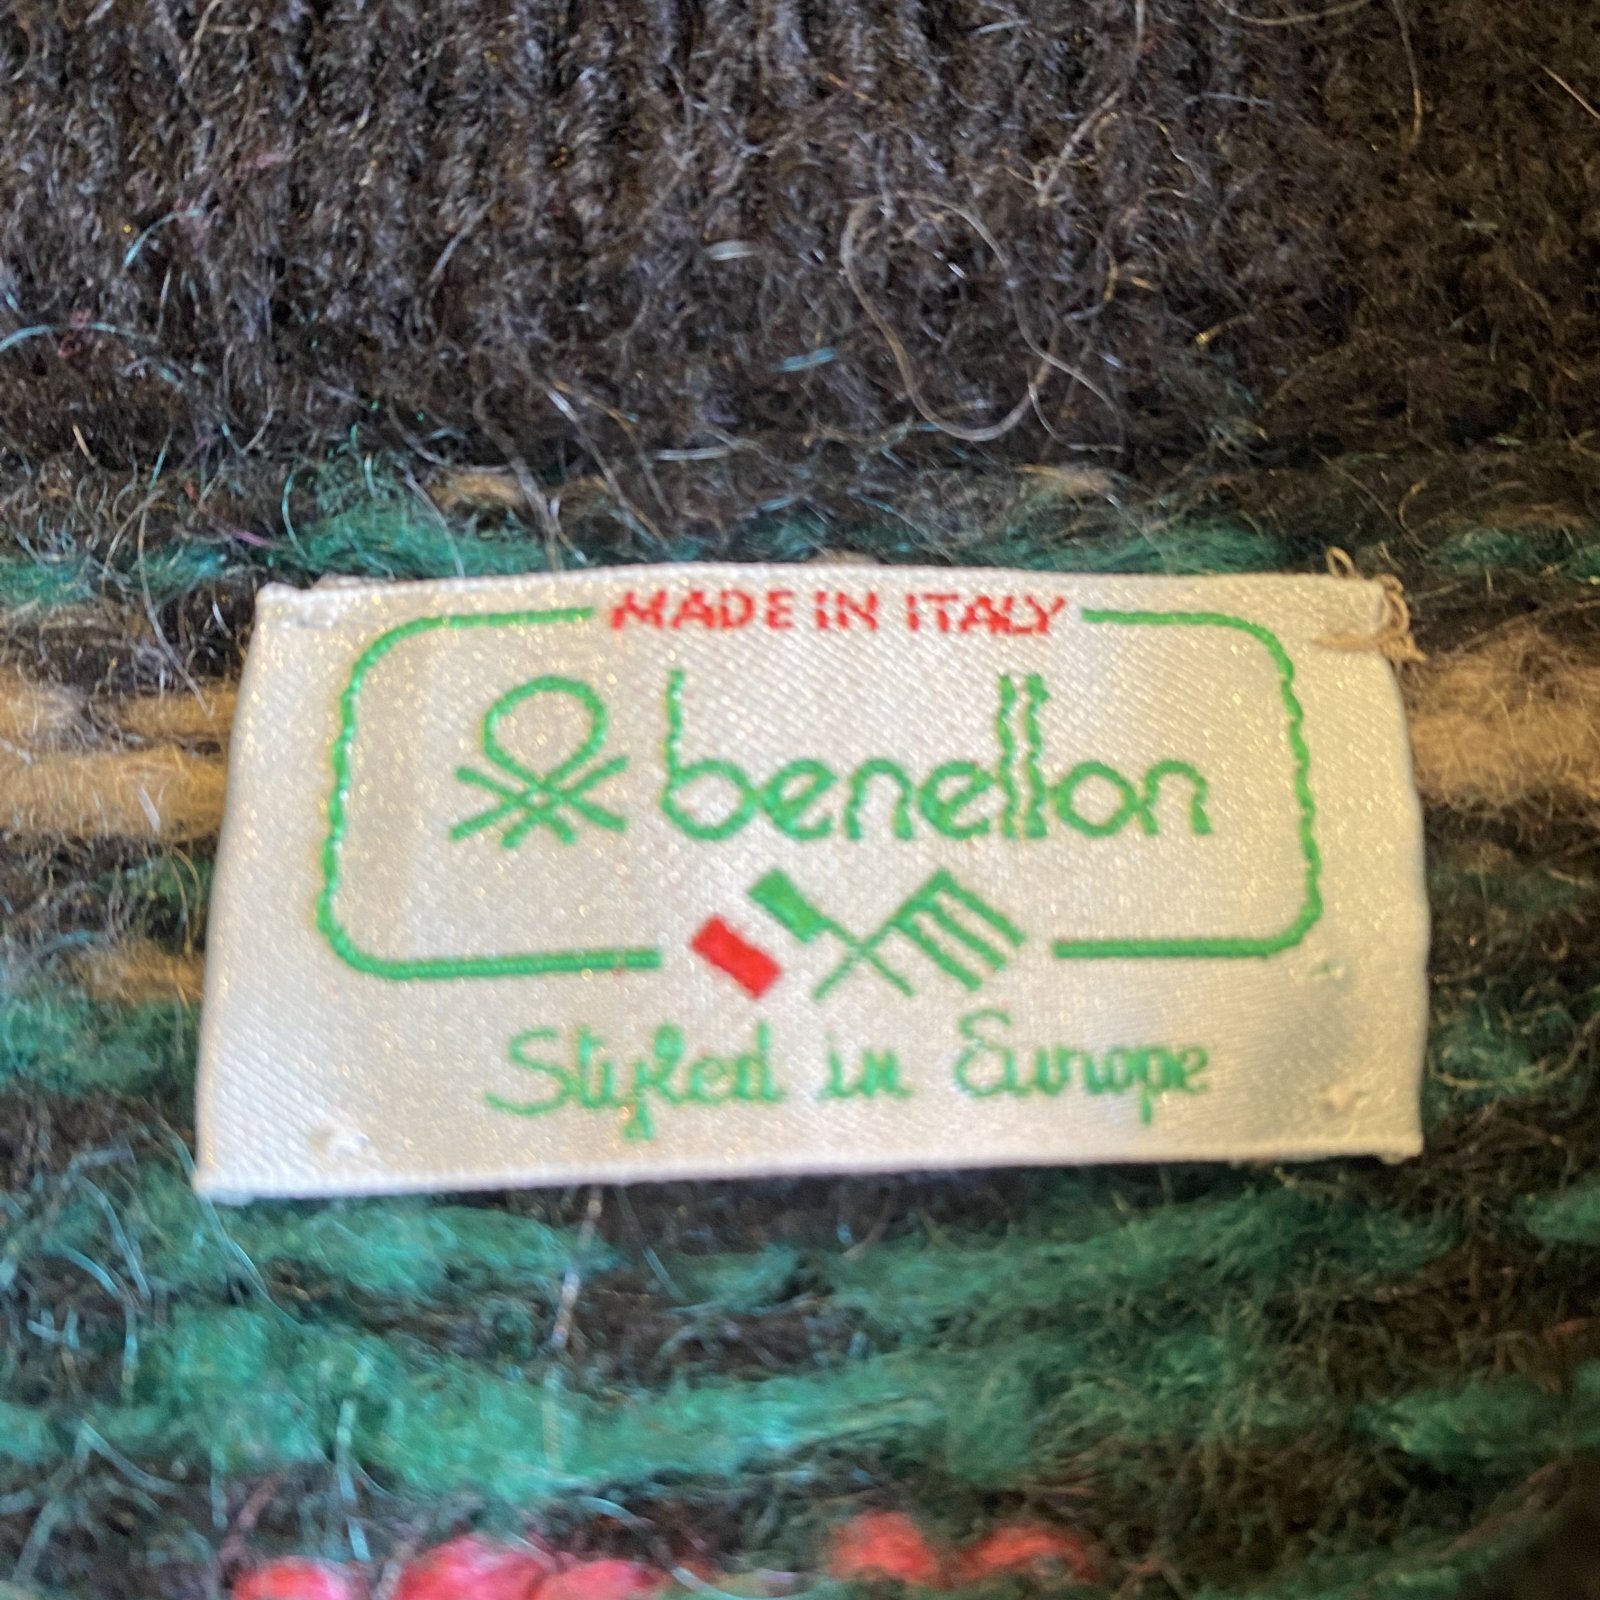 MADE IN ITALY
benetton
Styled in Europe